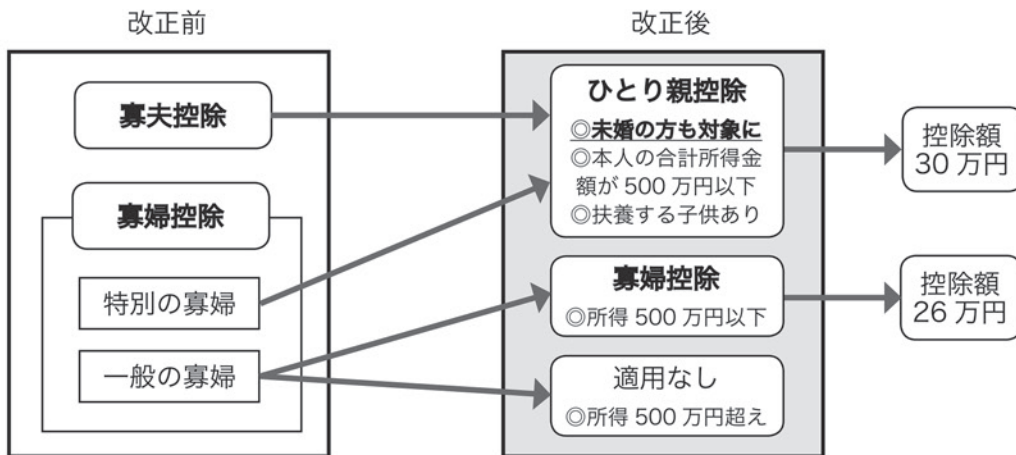 改正前
寡夫控除
寡婦控除
特別の寡婦
一般の寡婦
改正後
ひとり親控除
◎未婚の方も対象に
◎本人の合計所得金
額が 500 万円以下
◎扶養する子供あり
寡婦控除
◎所得 500 万円以下
適用なし
◎所得 500 万円超え
控除額
30 万円
控除額
26 万円